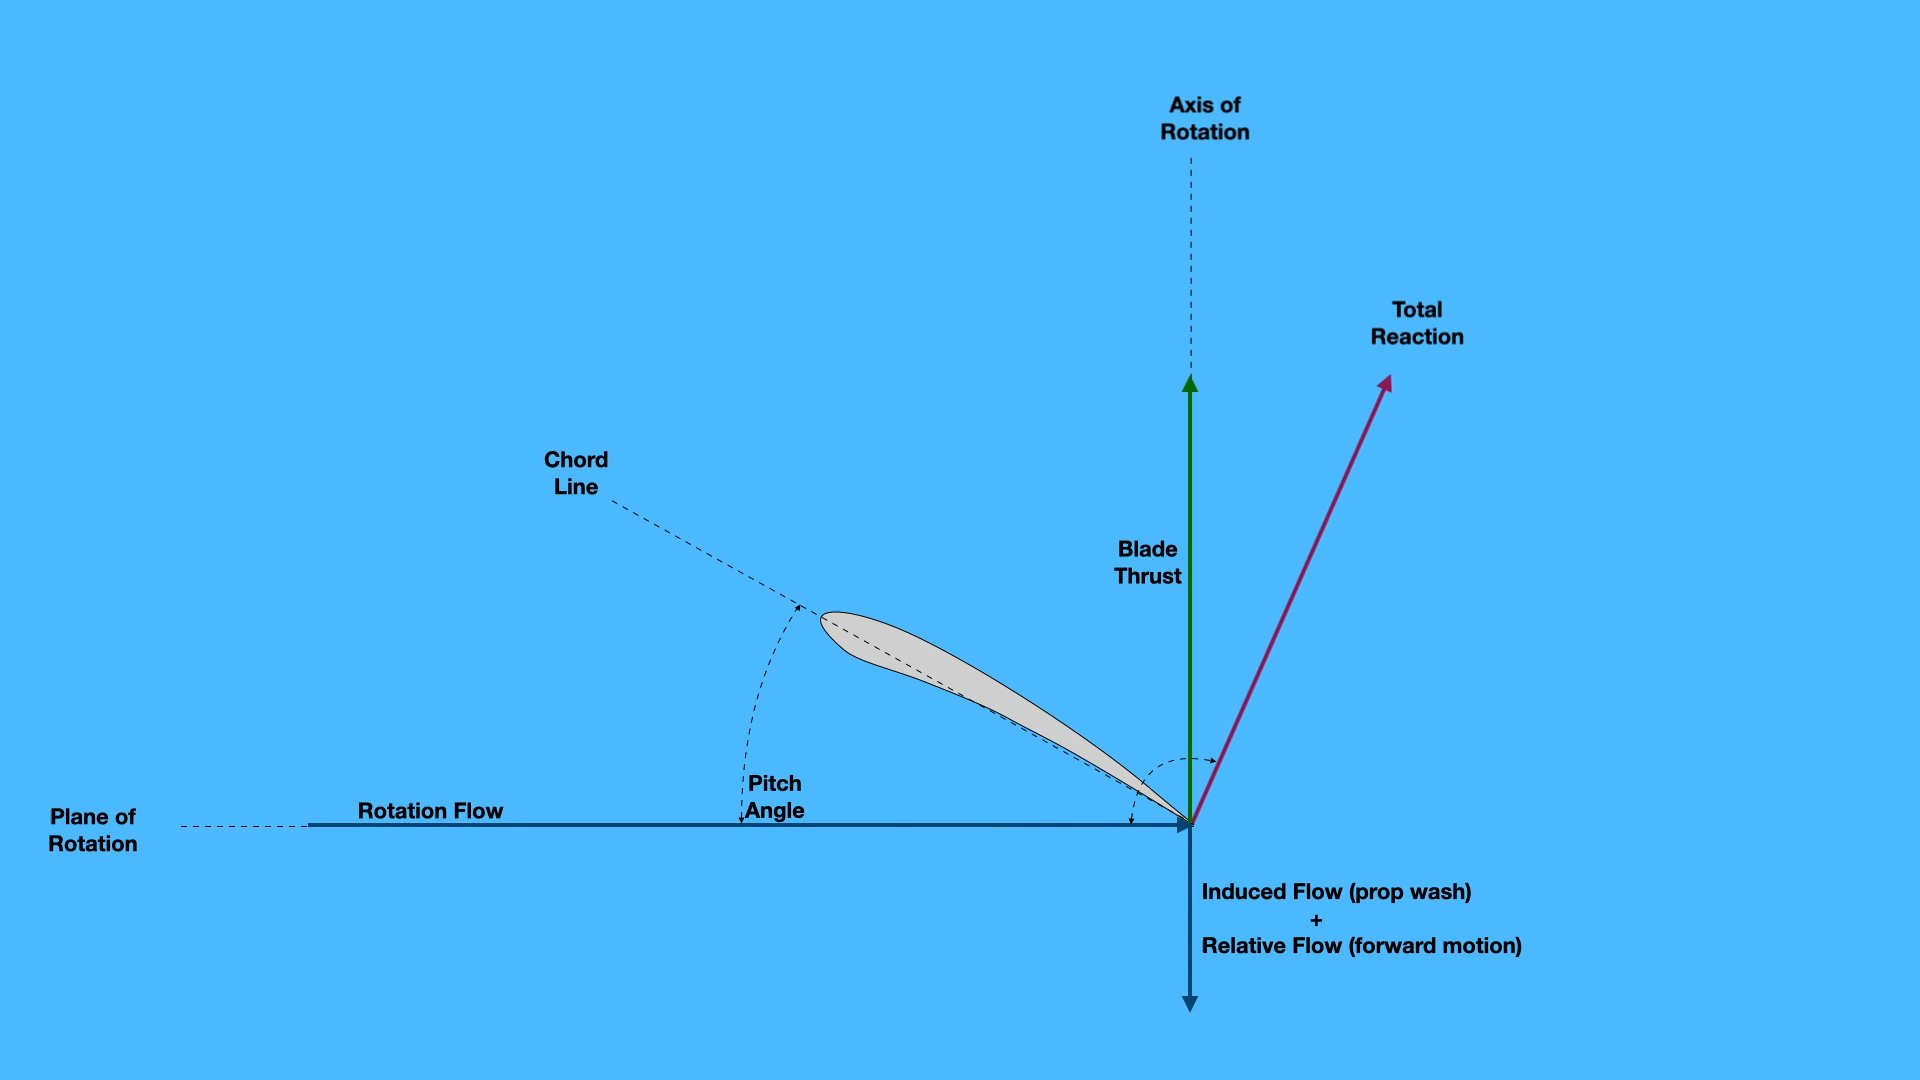 Axis of
Rotation
Total
Reaction
Chord
Line
Blade
Thrust
Pitch
Angle
Rotation Flow
Plane of
Rotation
Induced Flow (prop wash)
+
Relative Flow (forward motion)